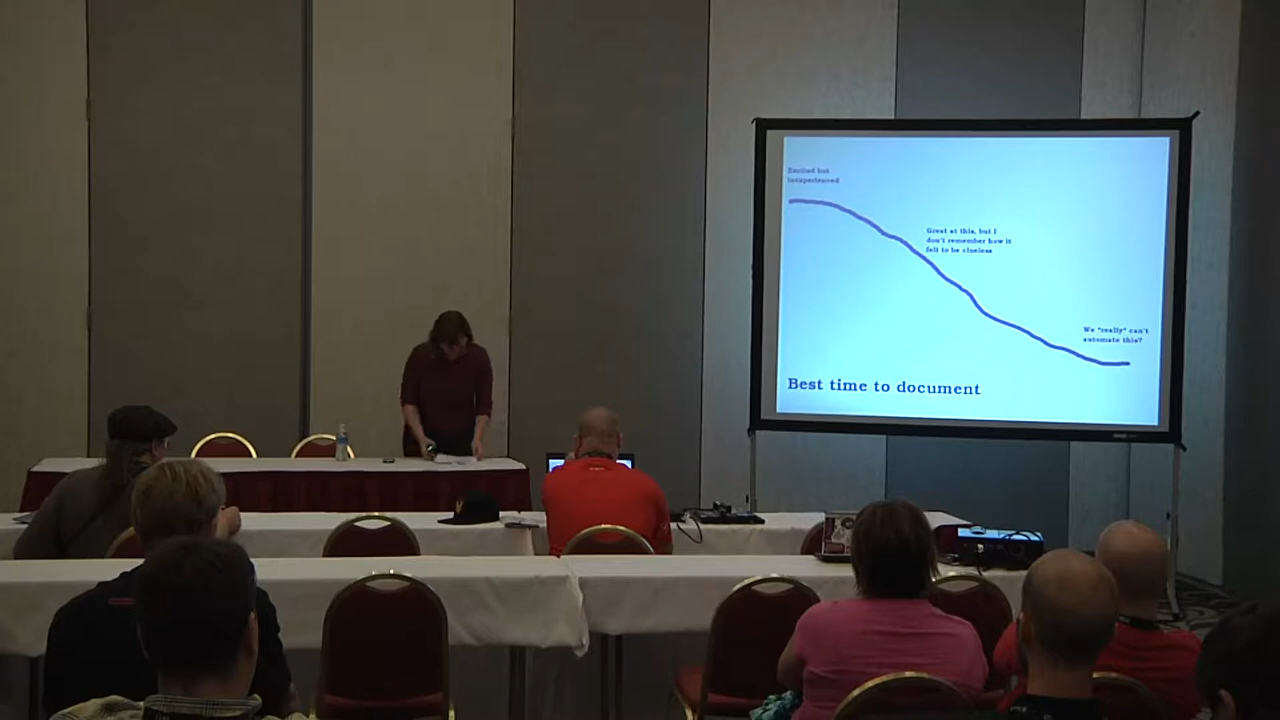 Excited but
inexperienced
Great at this, but I
don't remember how it
felt to be clueless
We "really" can't
automate this?
Best time to document